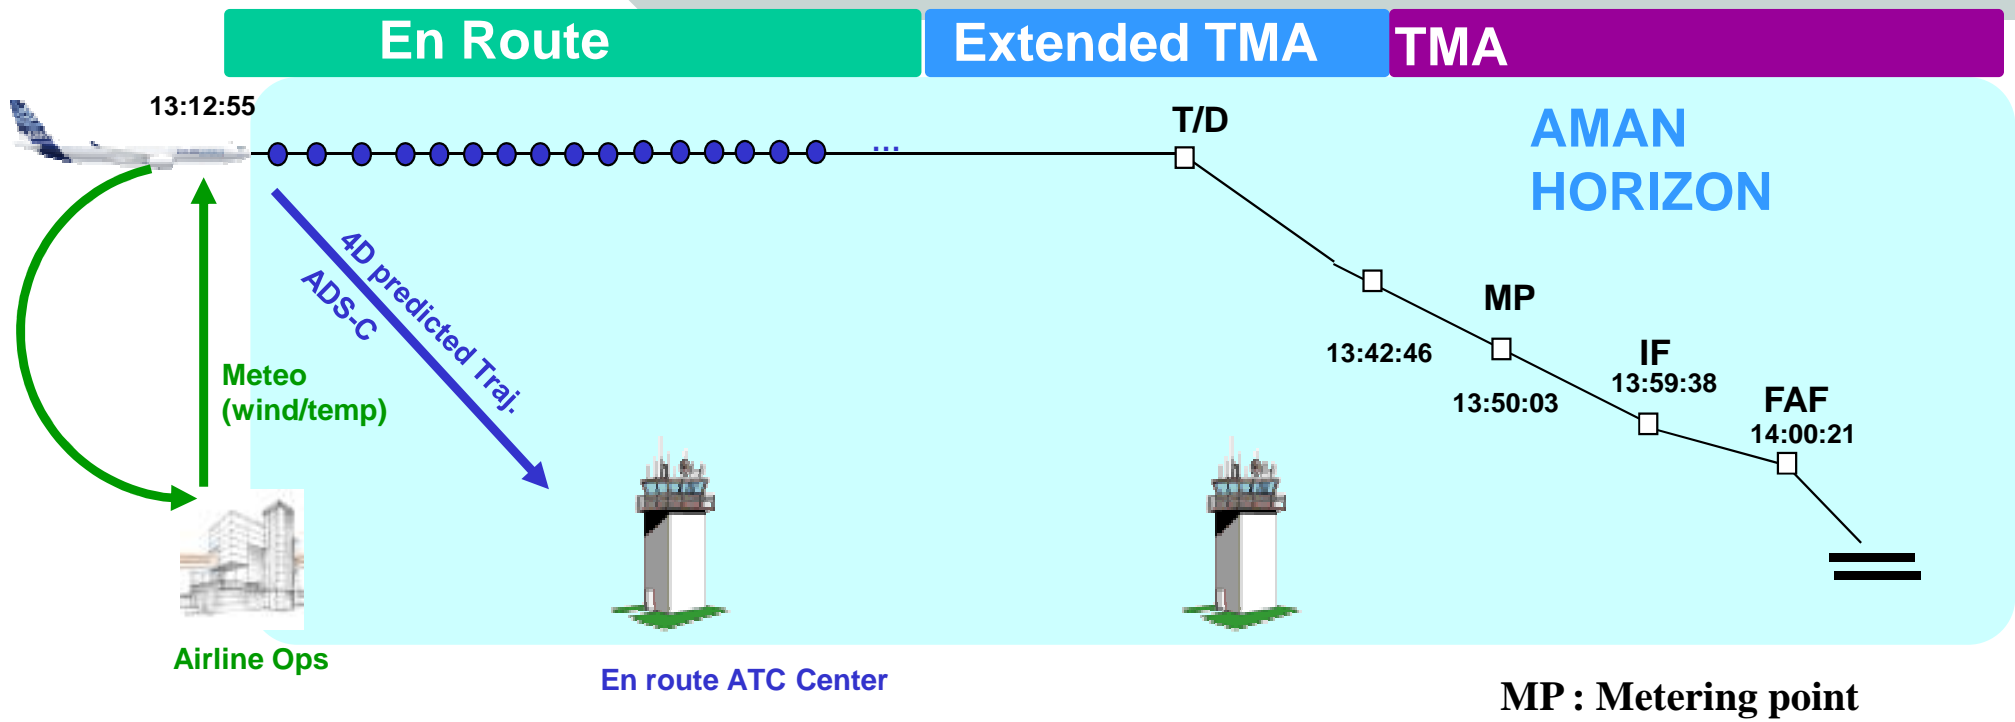 En Route
Extended TMA
TMA
13:12:55
T/D
...
AMAN
HORIZON
4D predicted Traj.
ADS-C
MP
13:42:46
IF
13:59:38
Meteo
(wind/temp)
13:50:03
FAF
14:00:21
Airline Ops
En route ATC Center
MP : Metering point